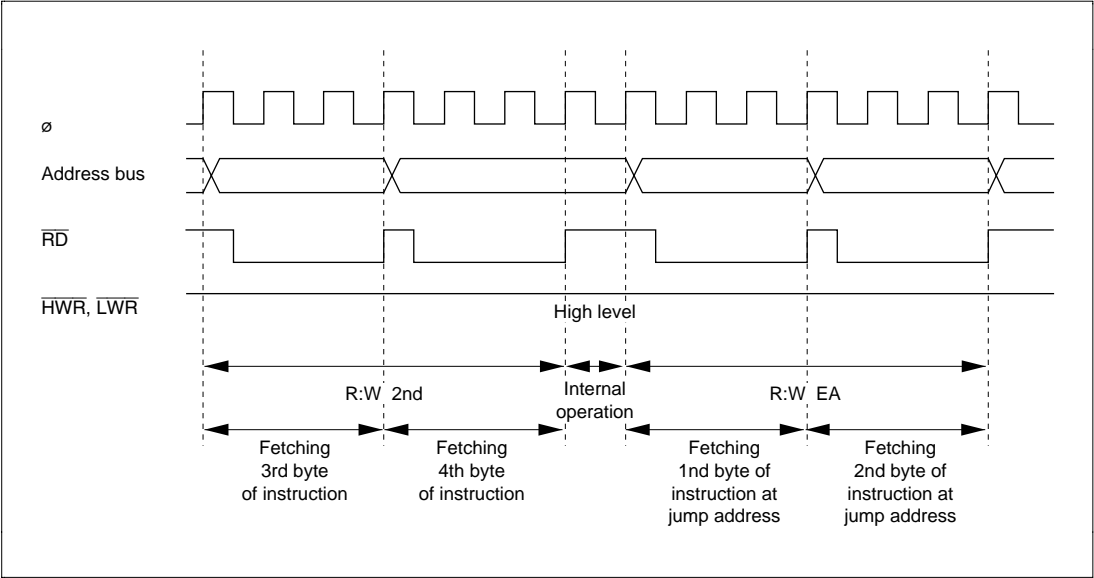 ø
Address bus
RD
HWR, LWR
High level
R:W 2nd
Internal
operation
R:W EA
Fetching
3rd byte
of instruction
Fetching
4th byte
of instruction
Fetching
1nd byte of
instruction at
jump address
Fetching
2nd byte of
instruction at
jump address